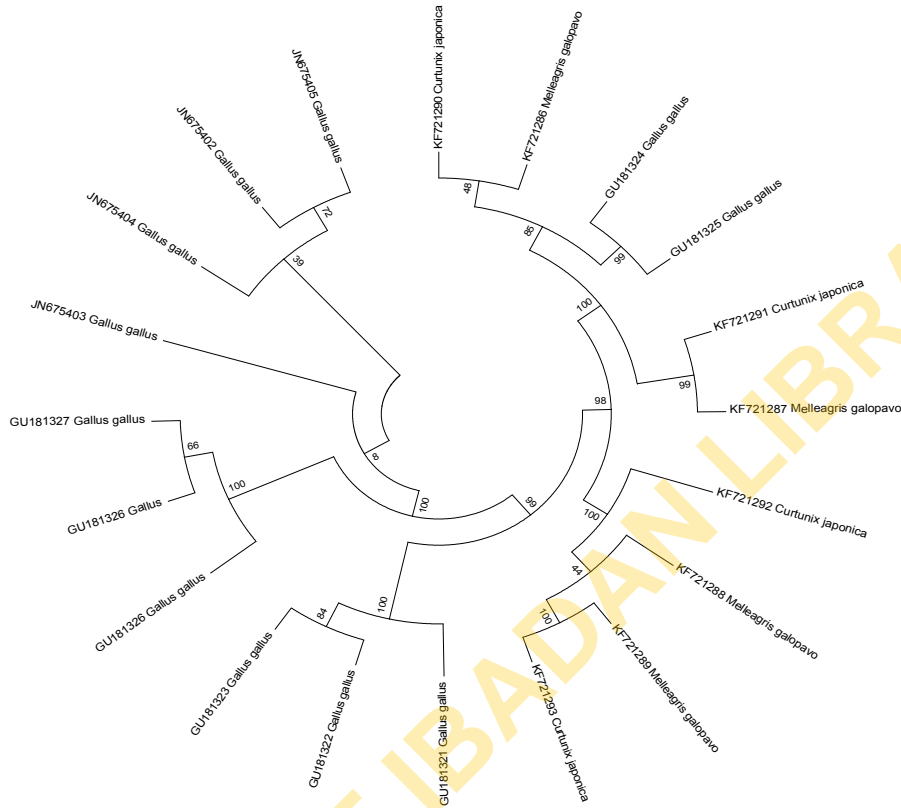 KF721290 Curtunix japonica
KF721286 Melleagris galopavo
GU181324 Gallus gallus
GU181325 Gallus gallus
KF721291 Curtunix japonica
KF721287 Melleagris galopavo
KF721292 Curtunix japonica
KF721288 Melleagris galopavo
KF721289 Melleagris galopavo
KF721293 Curtunix japonica
GU181321 Gallus gallus
GU181322 Gallus gallus
GU181323 Gallus gallus
GU181326 Gallus gallus
GU181326 Gallus
GU181327 Gallus gallus
JN675403 Gallus gallus
JN675404 Gallus gallus
JN675402 Gallus gallus
JN675405 Gallus gallus
48
85
99
100
99
98
100
44
100
99
100
84
100
66
100
8
39
72
IBADAN LIBRA